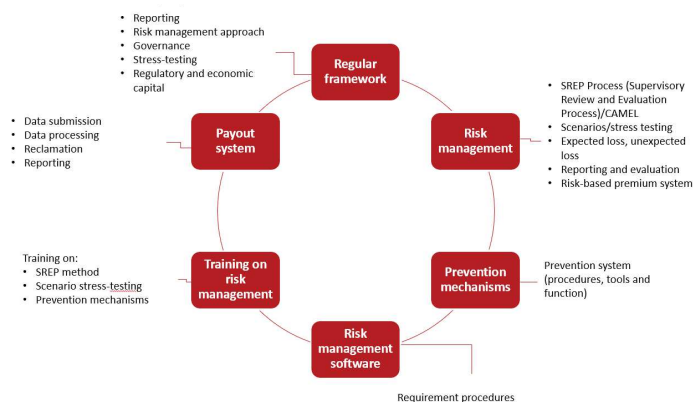 • Reporting
• Risk management approach
• Governance
• Stress-testing
• Regulatory and economic
capital
Regular
framework
• SREP Process (Supervisory
Review and Evaluation
Process)/CAMEL
• Scenarios/stress testing
• Expected loss, unexpected
loss
• Reporting and evaluation
• Risk-based premium system
Risk
management
Prevention
mechanisms
Prevention system
(procedures, tools and
function)
Risk
management
software
Requirement procedures
Training on
risk
management
Training on:
• SREP method
• Scenario stress-testing
• Prevention mechanisms
Payout
system
• Data submission
• Data processing
• Reclamation
• Reporting